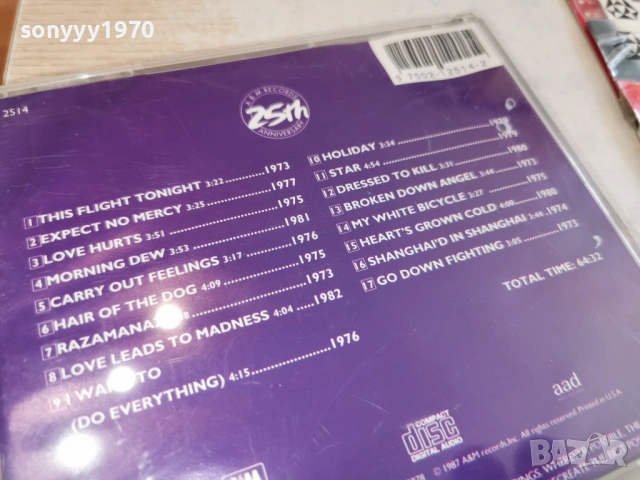 sonyyy1970
2514
A & M RECORDS
25th
ANNIVERSARY
5 7502-12514-2
1 THIS FLIGHT TONIGHT 3:22 1973
2 EXPECT NO MERCY 3:25 1977
3 LOVE HURTS 3:51 1975
4 MORNING DEW 3:53 1981
5 CARRY OUT FEELINGS 3:17 1976
6 HAIR OF THE DOG 4:09 1975
7 RAZAMANA 1973
8 LOVE LEADS TO MADNESS 4:04 1982
9 I WANT TO
(DO EVERYTHING) 4:15 1976
10 HOLIDAY 3:34
11 STAR 4:54 1979
12 DRESSED TO KILL 3:39 1980
13 BROKEN DOWN ANGEL 3:44 1973
14 MY WHITE BICYCLE 3:27 1975
15 HEART'S GROWN COLD 4:00 1980
16 SHANGHAI'D IN SHANGHAI 3:46 1974
17 GO DOWN FIGHTING 3:05 1973
TOTAL TIME: 64:32
aad
COMPACT
disc
DIGITAL AUDIO
© 1987 A&M records, Inc. All rights reserved. Printed in U.S.A.
BAZAR